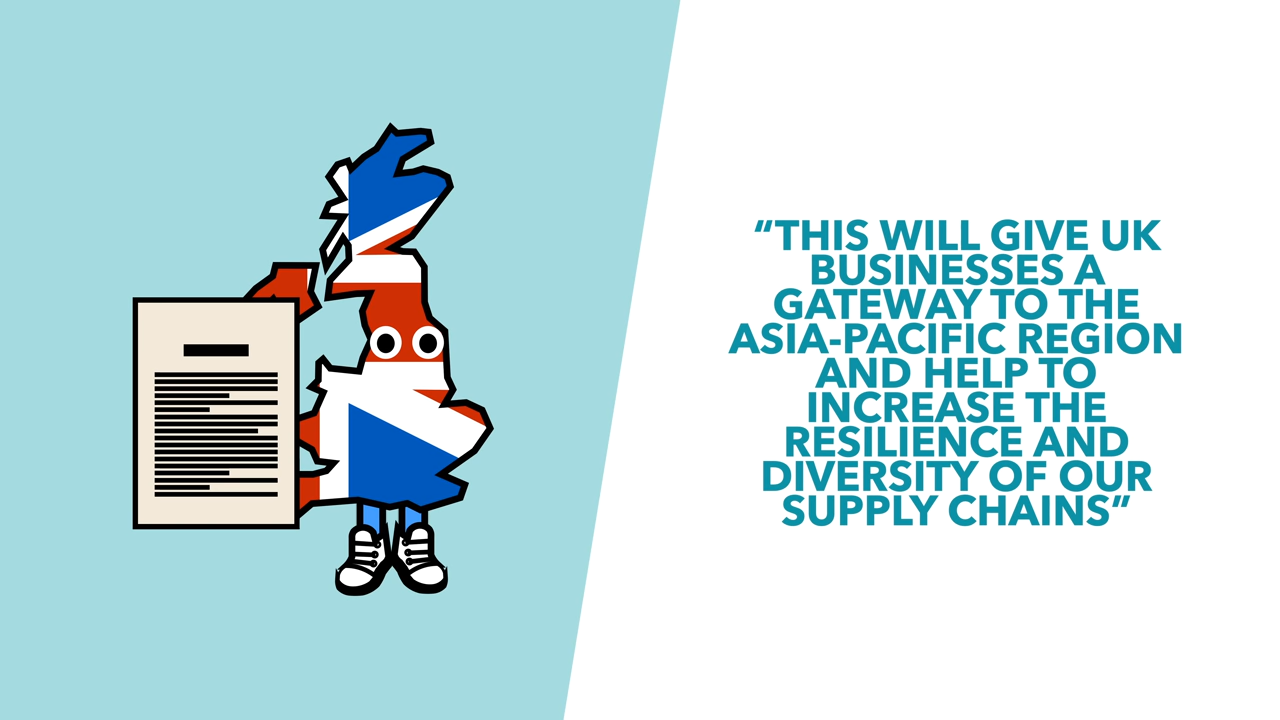 “THIS WILL GIVE UK
BUSINESSES A
GATEWAY TO THE
ASIA-PACIFIC REGION
AND HELP TO
INCREASE THE
RESILIENCE AND
DIVERSITY OF OUR
SUPPLY CHAINS”